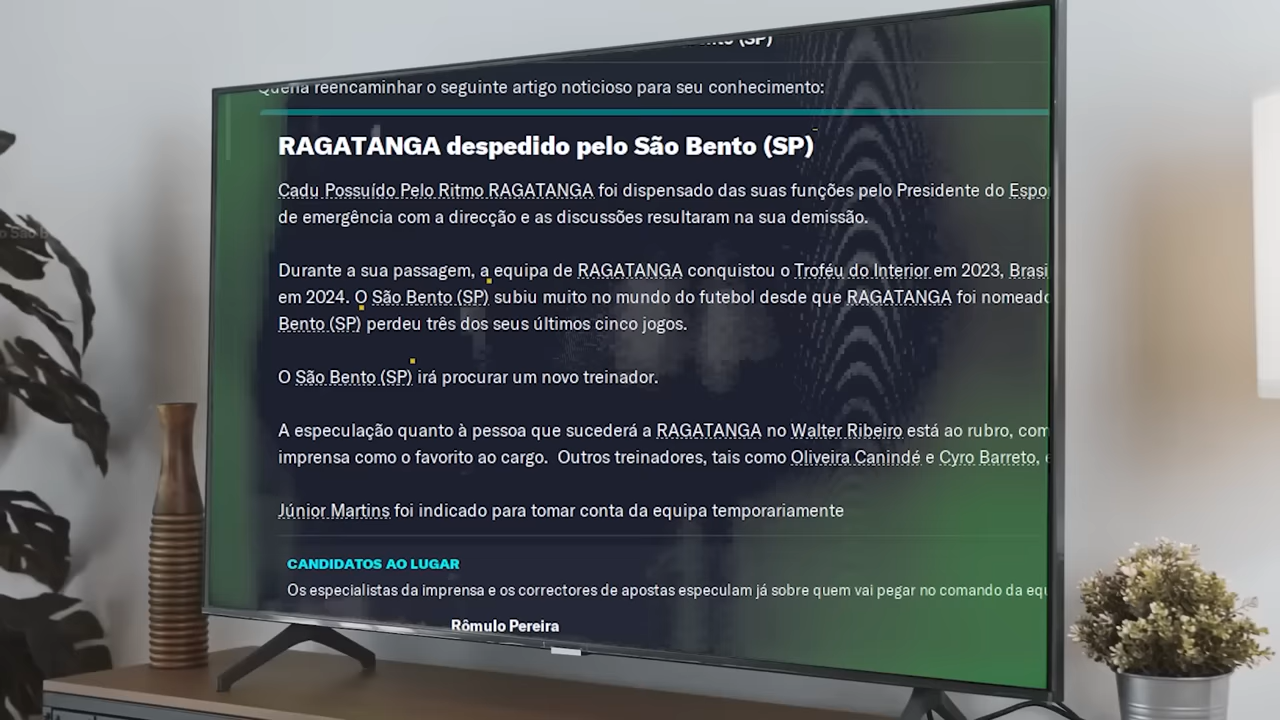 (SP)
reencaminhar o seguinte artigo noticioso para seu conhecimento:
RAGATANGA despedido pelo São Bento (SP)
Cadu Possuído Pelo Ritmo RAGATANGA foi dispensado das suas funções pelo Presidente do Espo
de emergência com a direcção e as discussões resultaram na sua demissão.
Durante a sua passagem, a equipa de RAGATANGA conquistou o Troféu do Interior em 2023, Brasi
em 2024. O São Bento (SP) subiu muito no mundo do futebol desde que RAGATANGA foi nomeado
Bento (SP) perdeu três dos seus últimos cinco jogos.
O São Bento (SP) irá procurar um novo treinador.
A especulação quanto à pessoa que sucederá a RAGATANGA no Walter Ribeiro está ao rubro, com
imprensa como o favorito ao cargo. Outros treinadores, tais como Oliveira Canindé e Cyro Barreto,
Júnior Martins foi indicado para tomar conta da equipa temporariamente
CANDIDATOS AO LUGAR
Os especialistas da imprensa e os correctores de apostas especulam já sobre quem vai pegar no comando da equ
Rômulo Pereira